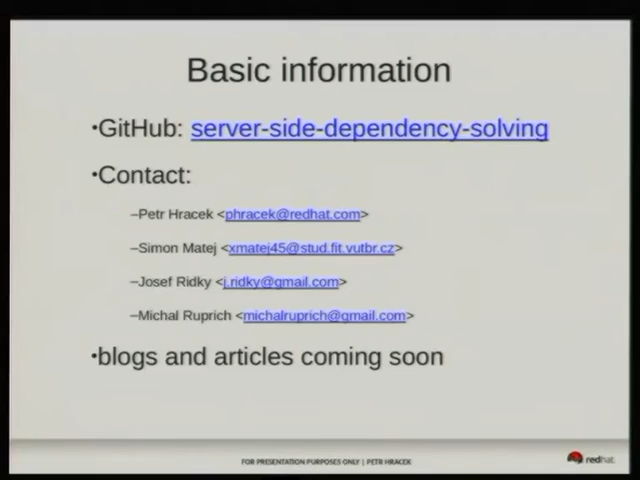 Basic information
•GitHub: server-side-dependency-solving
•Contact:
–Petr Hracek <phracek@redhat.com>
–Simon Matej <xmatej45@stud.fit.vutbr.cz>
–Josef Ridky <j.ridky@gmail.com>
–Michal Ruprich <michalruprich@gmail.com>
•blogs and articles coming soon
FOR PRESENTATION PURPOSES ONLY | PETR HRACEK
redhat.